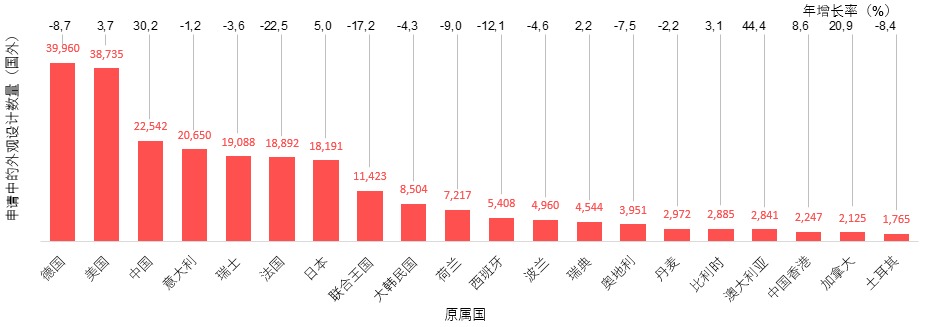 年增长率（%）
-8,7 3,7 30,2 -1,2 -3,6 -22,5 5,0 -17,2 -4,3 -9,0 -12,1 -4,6 2,2 -7,5 -2,2 3,1 44,4 8,6 20,9 -8,4
39,960 38,735 22,542 20,650 19,088 18,892 18,191 11,423 8,504 7,217 5,408 4,960 4,544 3,951 2,972 2,885 2,841 2,247 2,125 1,765
申请中的外观设计数量（国外）
德国 美国 中国 意大利 瑞士 法国 日本 联合王国 大韩民国 荷兰 西班牙 波兰 瑞典 奥地利 丹麦 比利时 澳大利亚 中国香港 加拿大 土耳其
原属国